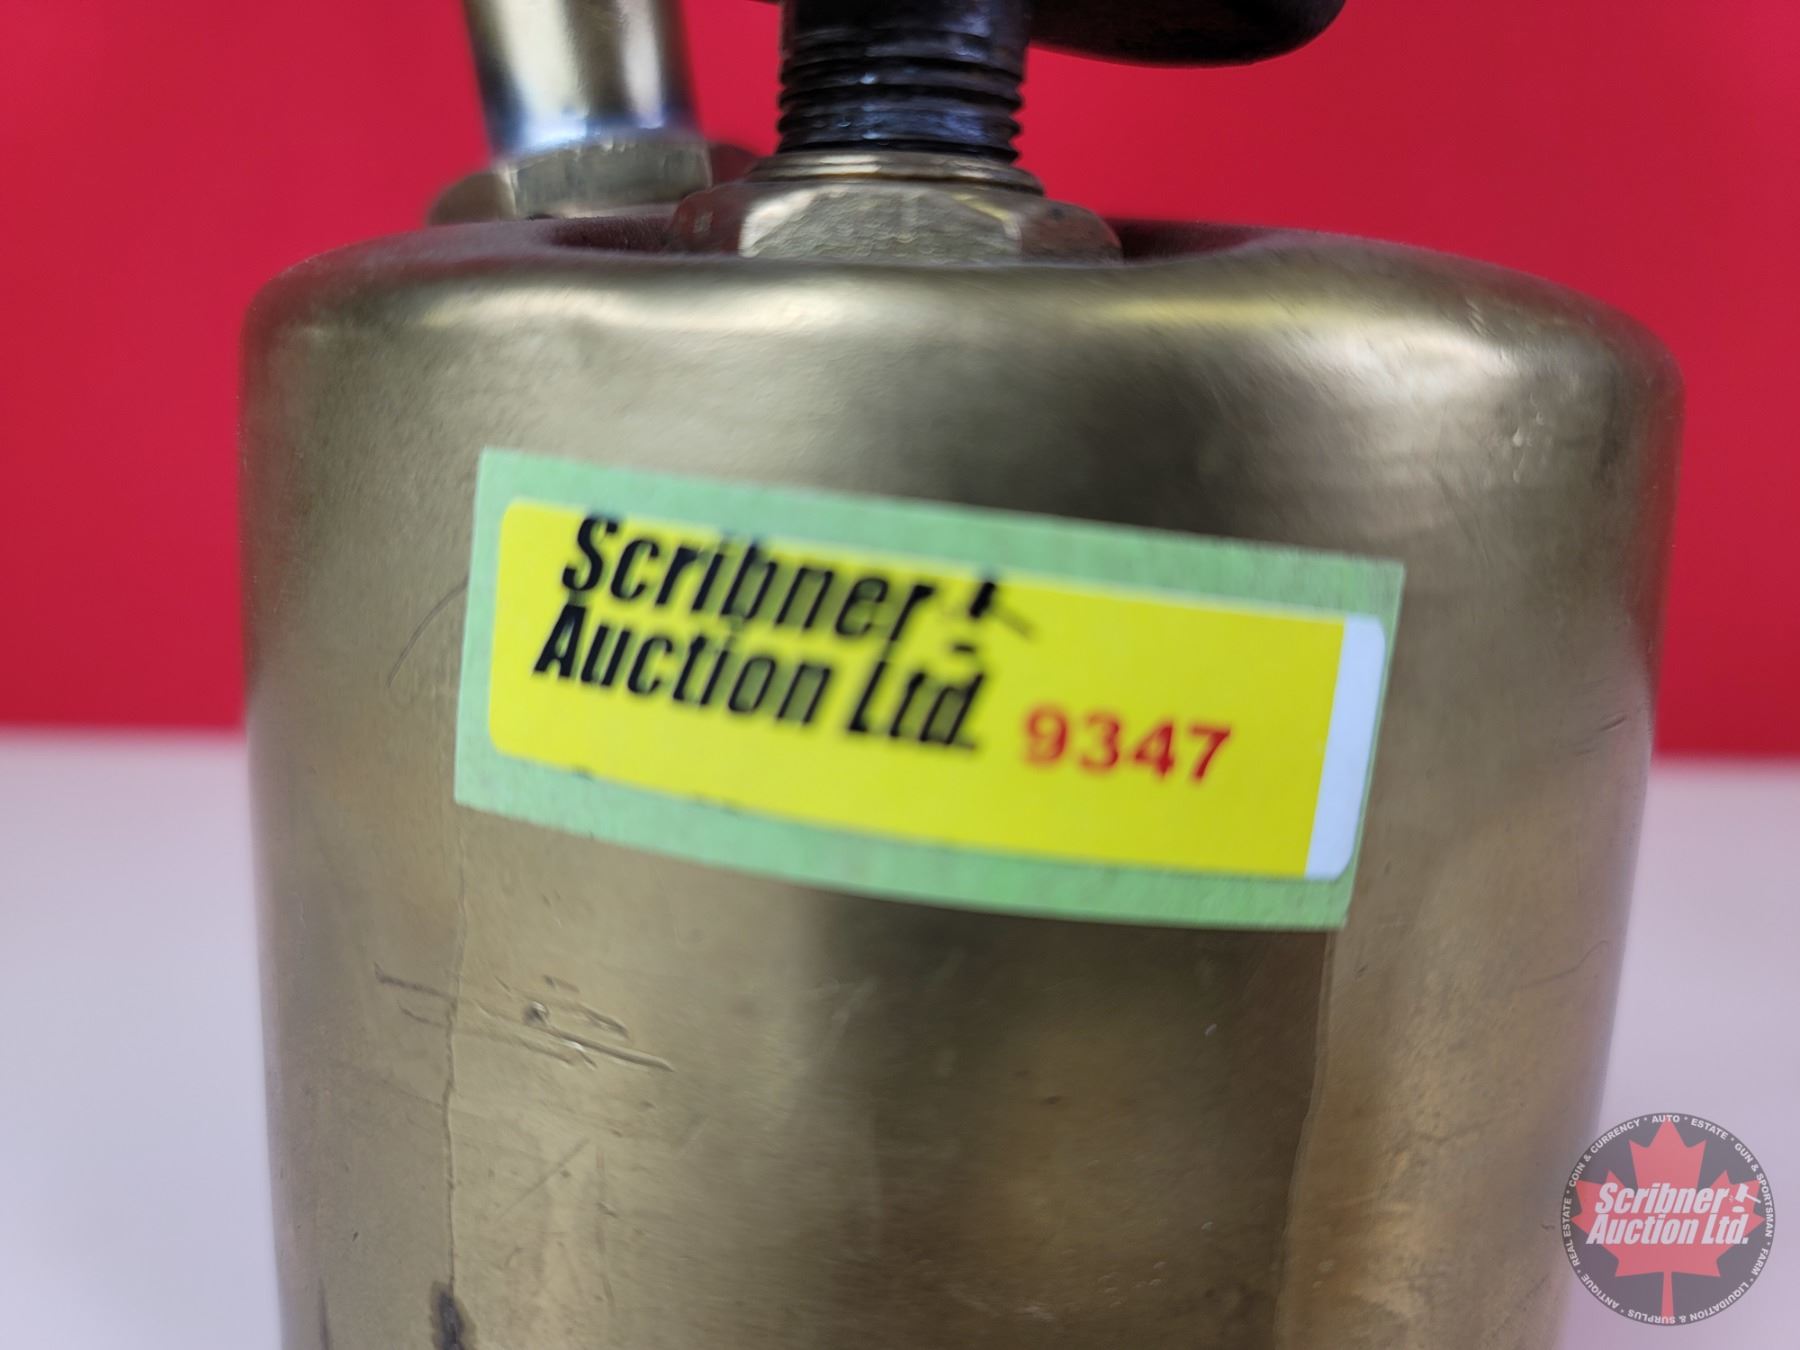 Scribner
Auction Ltd. 9347
COIN & CURRENCY · AUTO · ESTATE · GUN & SPORTSMAN · FARM · LIQUIDATION & SURPLUS · ANTIQUE · REAL ESTATE ·
Scribner
Auction Ltd.